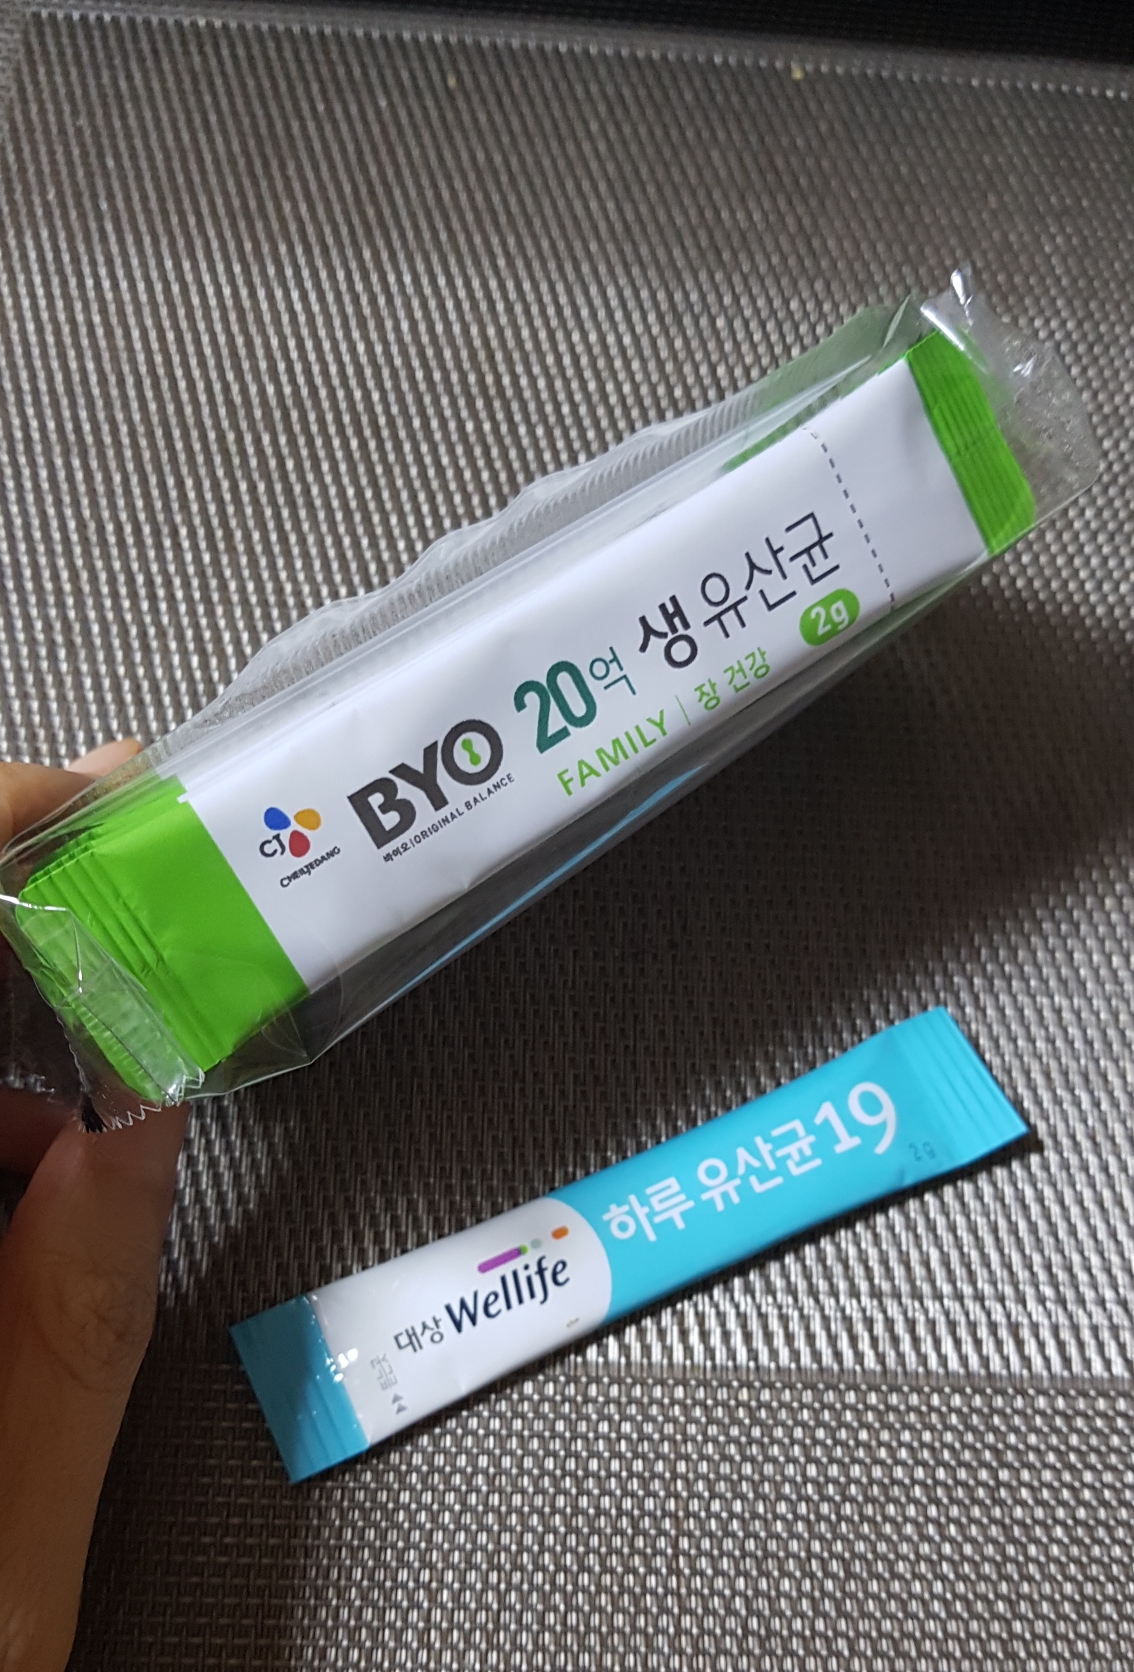 CJ
CHEILJEDANG
BYO 20억 생유산균
바이오 | ORIGINAL BALANCE
FAMILY | 장 건강 2g
대상 Wellife
하루 유산균19
2g